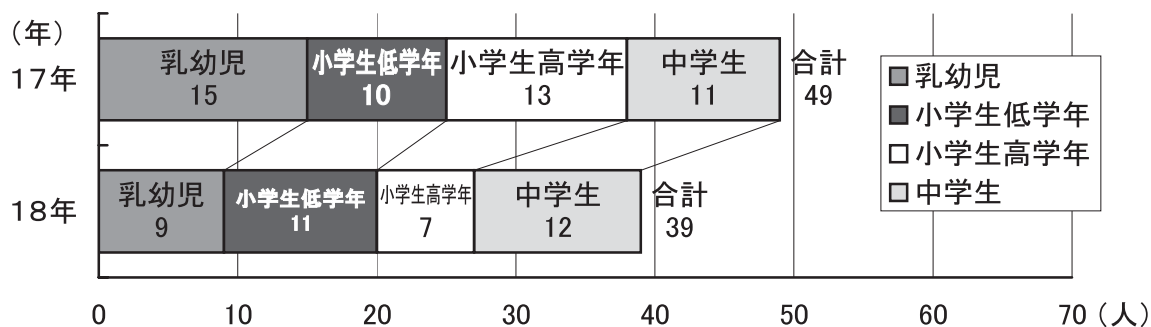 (年)
17年
乳幼児
15
小学生低学年
10
小学生高学年
13
中学生
11
合計
49
18年
乳幼児
9
小学生低学年
11
小学生高学年
7
中学生
12
合計
39
乳幼児
小学生低学年
小学生高学年
中学生
0 10 20 30 40 50 60 70 (人)